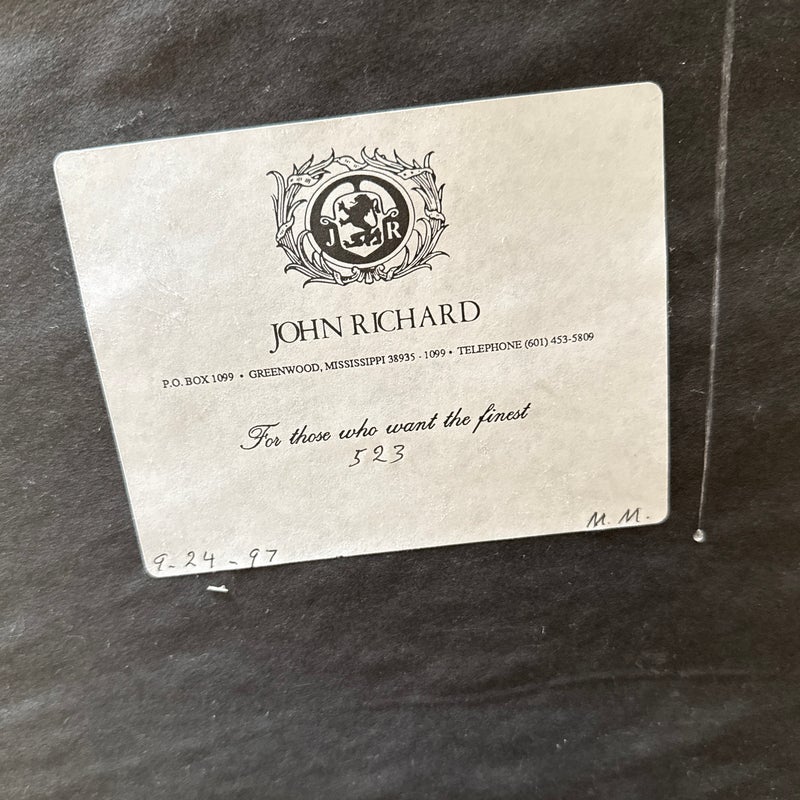 J R
JOHN RICHARD
P.O. BOX 1099 • GREENWOOD, MISSISSIPPI 38935 - 1099 • TELEPHONE (601) 453-5809
For those who want the finest
523
M. M.
9-24-97